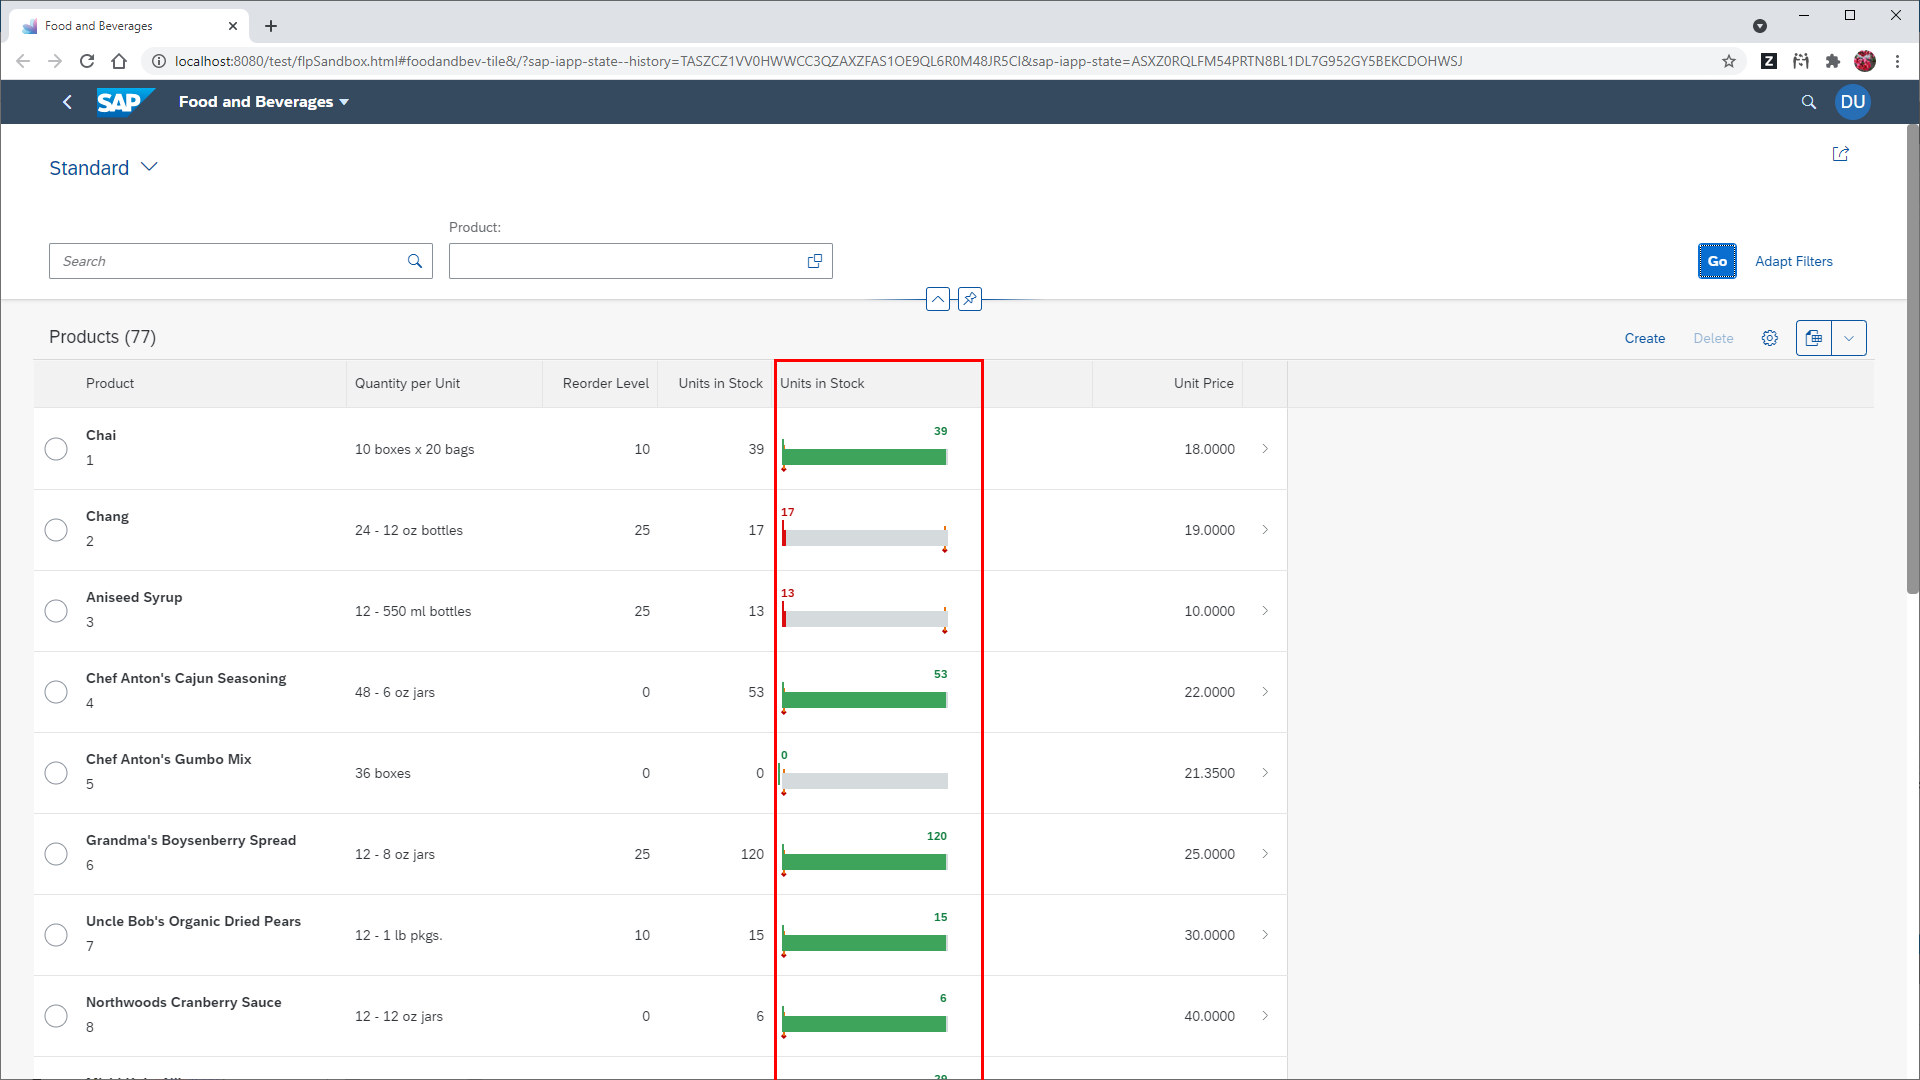 Food and Beverages
localhost:8080/test/flpSandbox.html#foodandbev-tile&/?sap-iapp-state--history=TASZCZ1VV0HWWCC3QZAXZFAS1OE9QL6R0M48JR5CI&sap-iapp-state=ASXZ0RQLFM54PRTN8BL1DL7G952GY5BEKCDOHWSJ
Z
SAP Food and Beverages DU
Standard
Product:
Search
Go Adapt Filters
Products (77) Create Delete
Product Quantity per Unit Reorder Level Units in Stock Units in Stock Unit Price
Chai
1
10 boxes x 20 bags 10 39 39 18.0000
Chang
2
24 - 12 oz bottles 25 17 17 19.0000
Aniseed Syrup
3
12 - 550 ml bottles 25 13 13 10.0000
Chef Anton's Cajun Seasoning
4
48 - 6 oz jars 0 53 53 22.0000
Chef Anton's Gumbo Mix
5
36 boxes 0 0 0 21.3500
Grandma's Boysenberry Spread
6
12 - 8 oz jars 25 120 120 25.0000
Uncle Bob's Organic Dried Pears
7
12 - 1 lb pkgs. 10 15 15 30.0000
Northwoods Cranberry Sauce
8
12 - 12 oz jars 0 6 6 40.0000